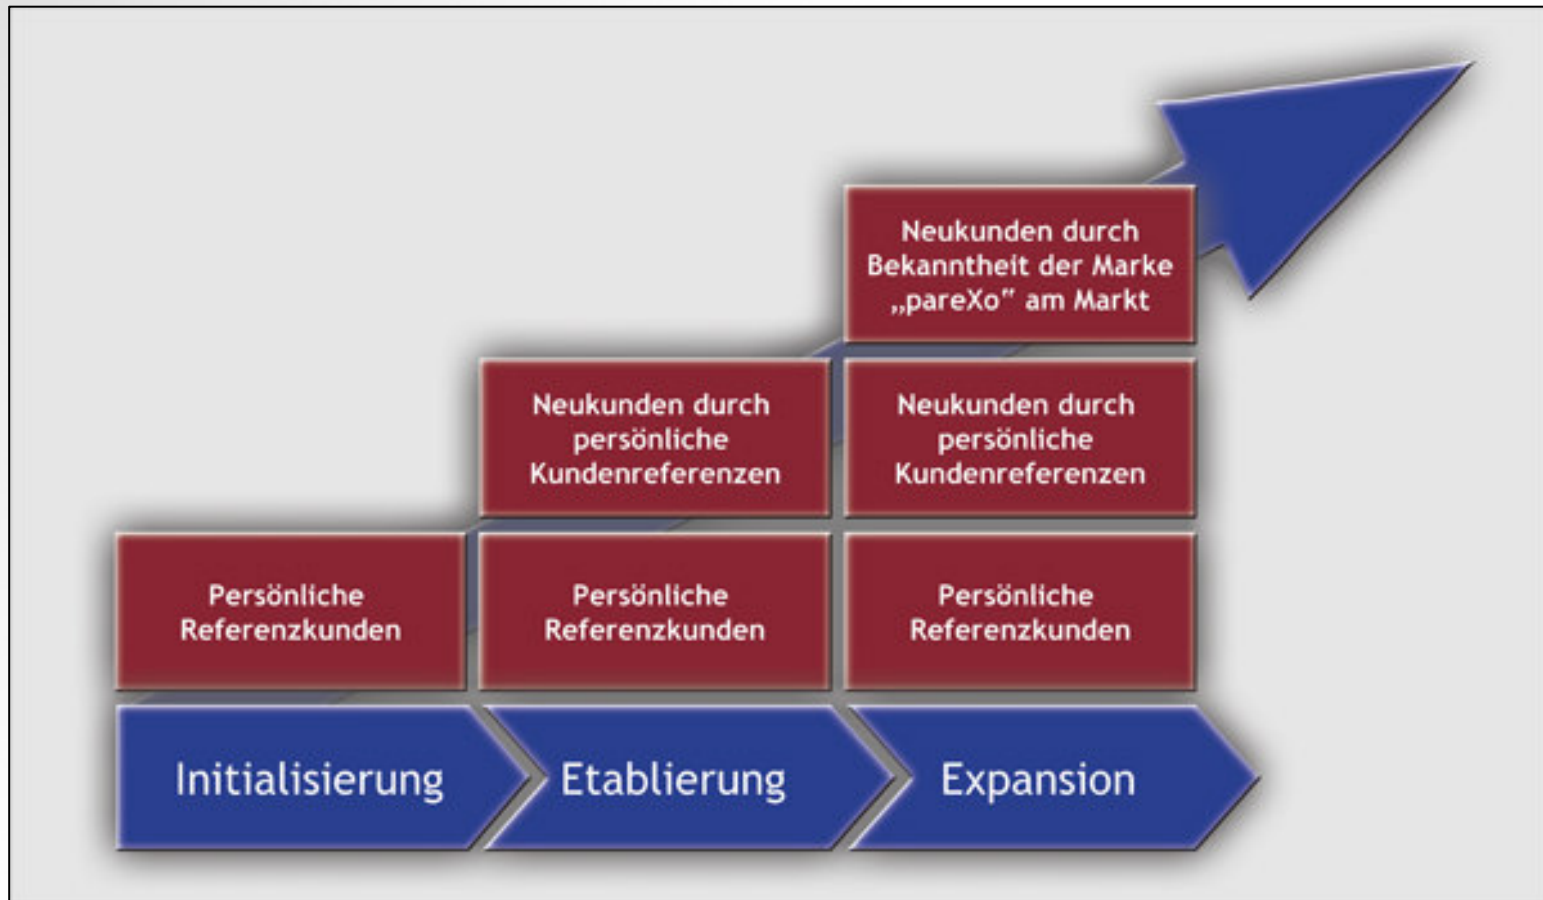 Neukunden durch
Bekanntheit der Marke
„pareXo“ am Markt
Neukunden durch
persönliche
Kundenreferenzen
Neukunden durch
persönliche
Kundenreferenzen
Persönliche
Referenzkunden
Persönliche
Referenzkunden
Persönliche
Referenzkunden
Initialisierung
Etablierung
Expansion